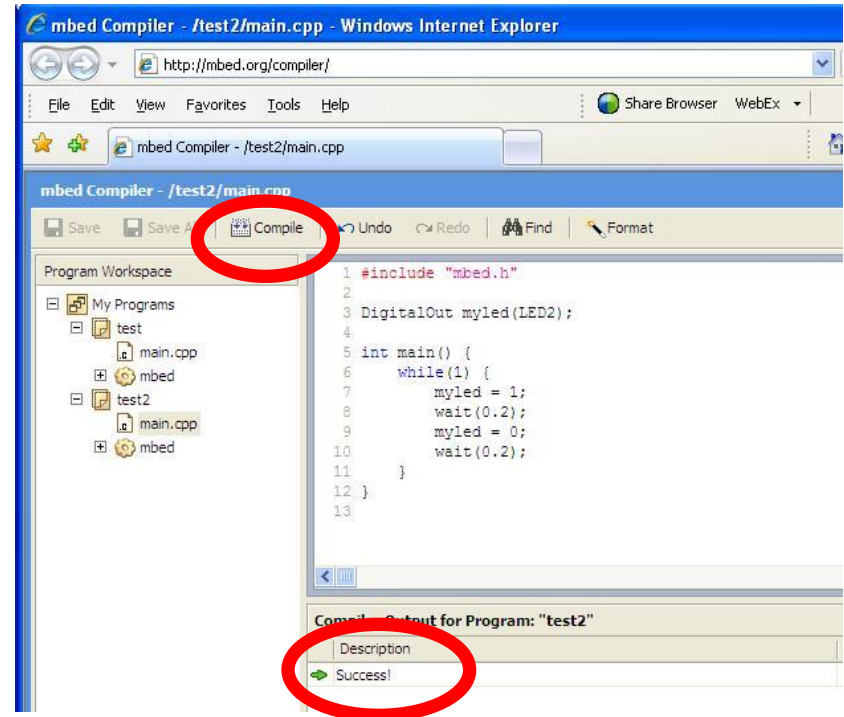 mbed Compiler - /test2/main.cpp - Windows Internet Explorer
http://mbed.org/compiler/
File Edit View Favorites Tools Help Share Browser WebEx
mbed Compiler - /test2/main.cpp
mbed Compiler - /test2/main.cpp
Save Save Compile Undo Redo Find Format
Program Workspace
My Programs
test
main.cpp
mbed
test2
main.cpp
mbed
1 #include "mbed.h"
2
3 DigitalOut myled(LED2);
4
5 int main() {
6 while(1) {
7 myled = 1;
8 wait(0.2);
9 myled = 0;
10 wait(0.2);
11 }
12 }
13
Compiler Output for Program: "test2"
Description
Success!